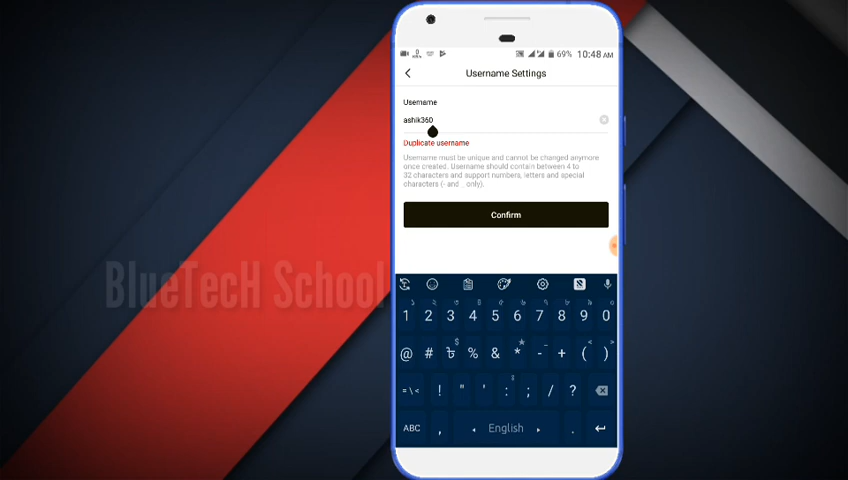 69% 10:48 AM
Username Settings
Username
ashik360
Duplicate username
Username must be unique and cannot be changed anymore
once created. Username should contain between 4 to
32 characters and support numbers, letters and special
characters (- and _ only).
Confirm
BlueTecH School
1 2 3 4 5 6 7 8 9 0
@ # ৳ $ % & * ★ - _ + ( < ) >
= \ < ! " ' : ; / ?
ABC , English .